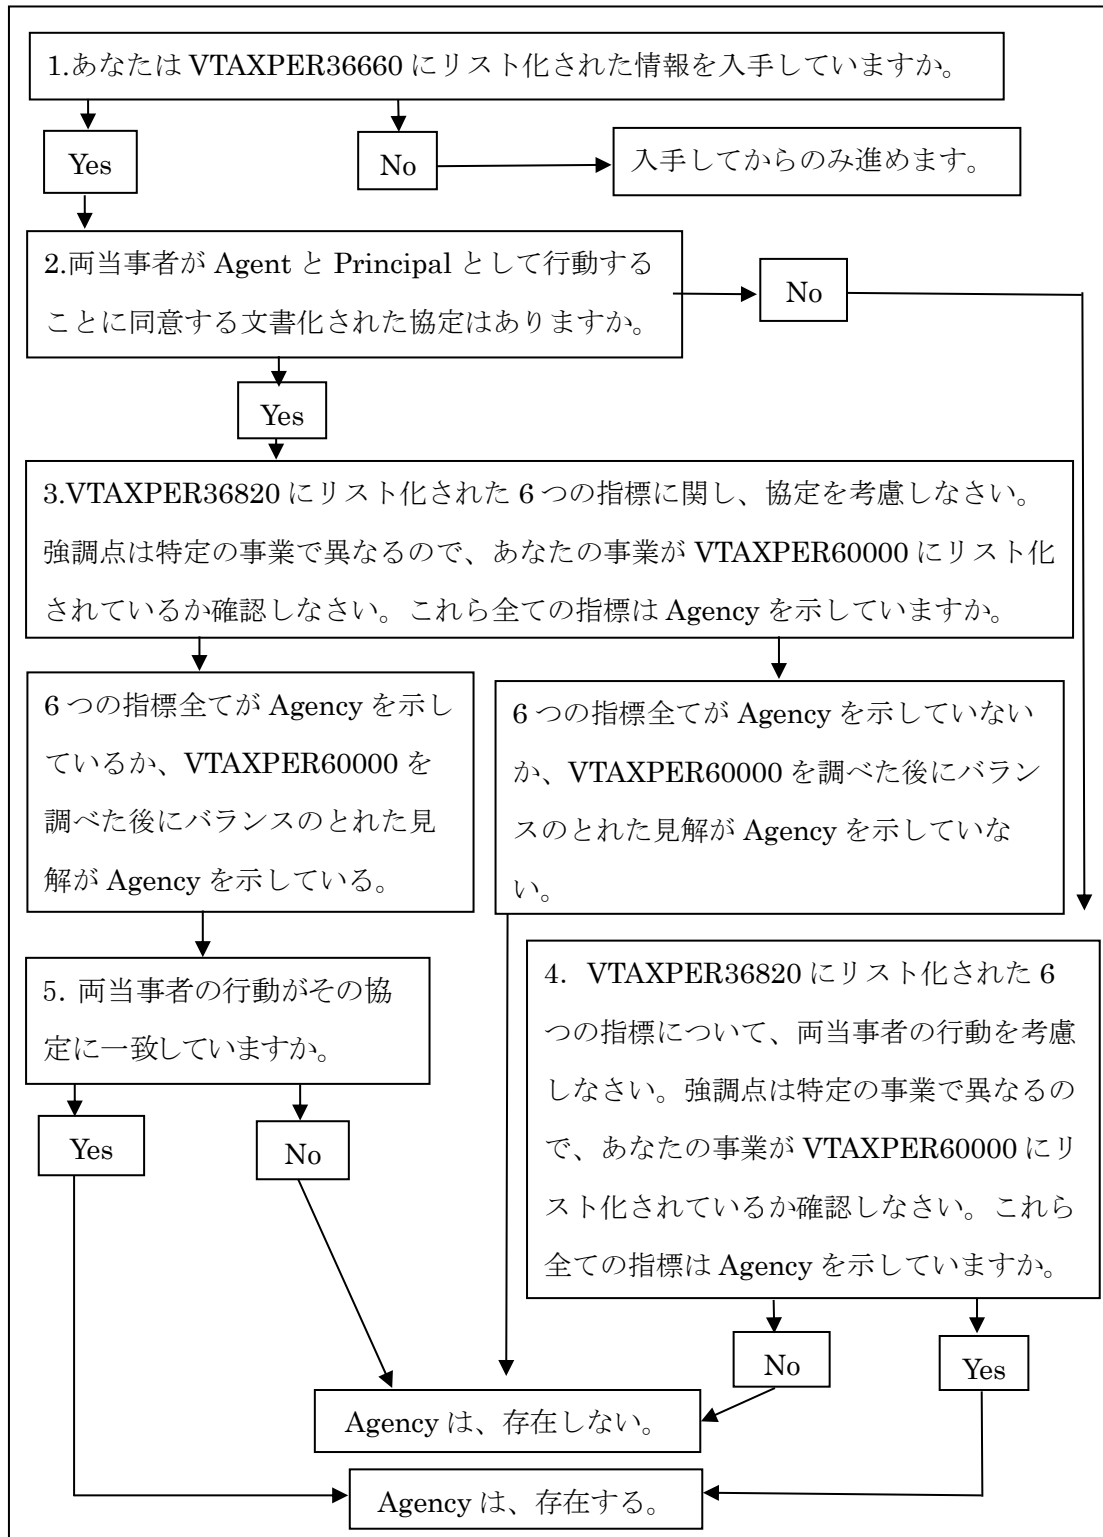 1.あなたは VTAXPER36660 にリスト化された情報を入手していますか。
Yes
No
入手してからのみ進めます。
2.両当事者が Agent と Principal として行動する
ことに同意する文書化された協定はありますか。
No
Yes
3.VTAXPER36820 にリスト化された 6 つの指標に関し、協定を考慮しなさい。
強調点は特定の事業で異なるので、あなたの事業が VTAXPER60000 にリスト化
されているか確認しなさい。これら全ての指標は Agency を示していますか。
6 つの指標全てが Agency を示し
ているか、VTAXPER60000 を
調べた後にバランスのとれた見
解が Agency を示している。
6 つの指標全てが Agency を示していない
か、VTAXPER60000 を調べた後にバラン
スのとれた見解が Agency を示していな
い。
5. 両当事者の行動がその協
定に一致していますか。
Yes
No
4. VTAXPER36820 にリスト化された 6
つの指標について、両当事者の行動を考慮
しなさい。強調点は特定の事業で異なるの
で、あなたの事業が VTAXPER60000 にリ
スト化されているか確認しなさい。これら
全ての指標は Agency を示していますか。
No
Yes
Agency は、存在しない。
Agency は、存在する。